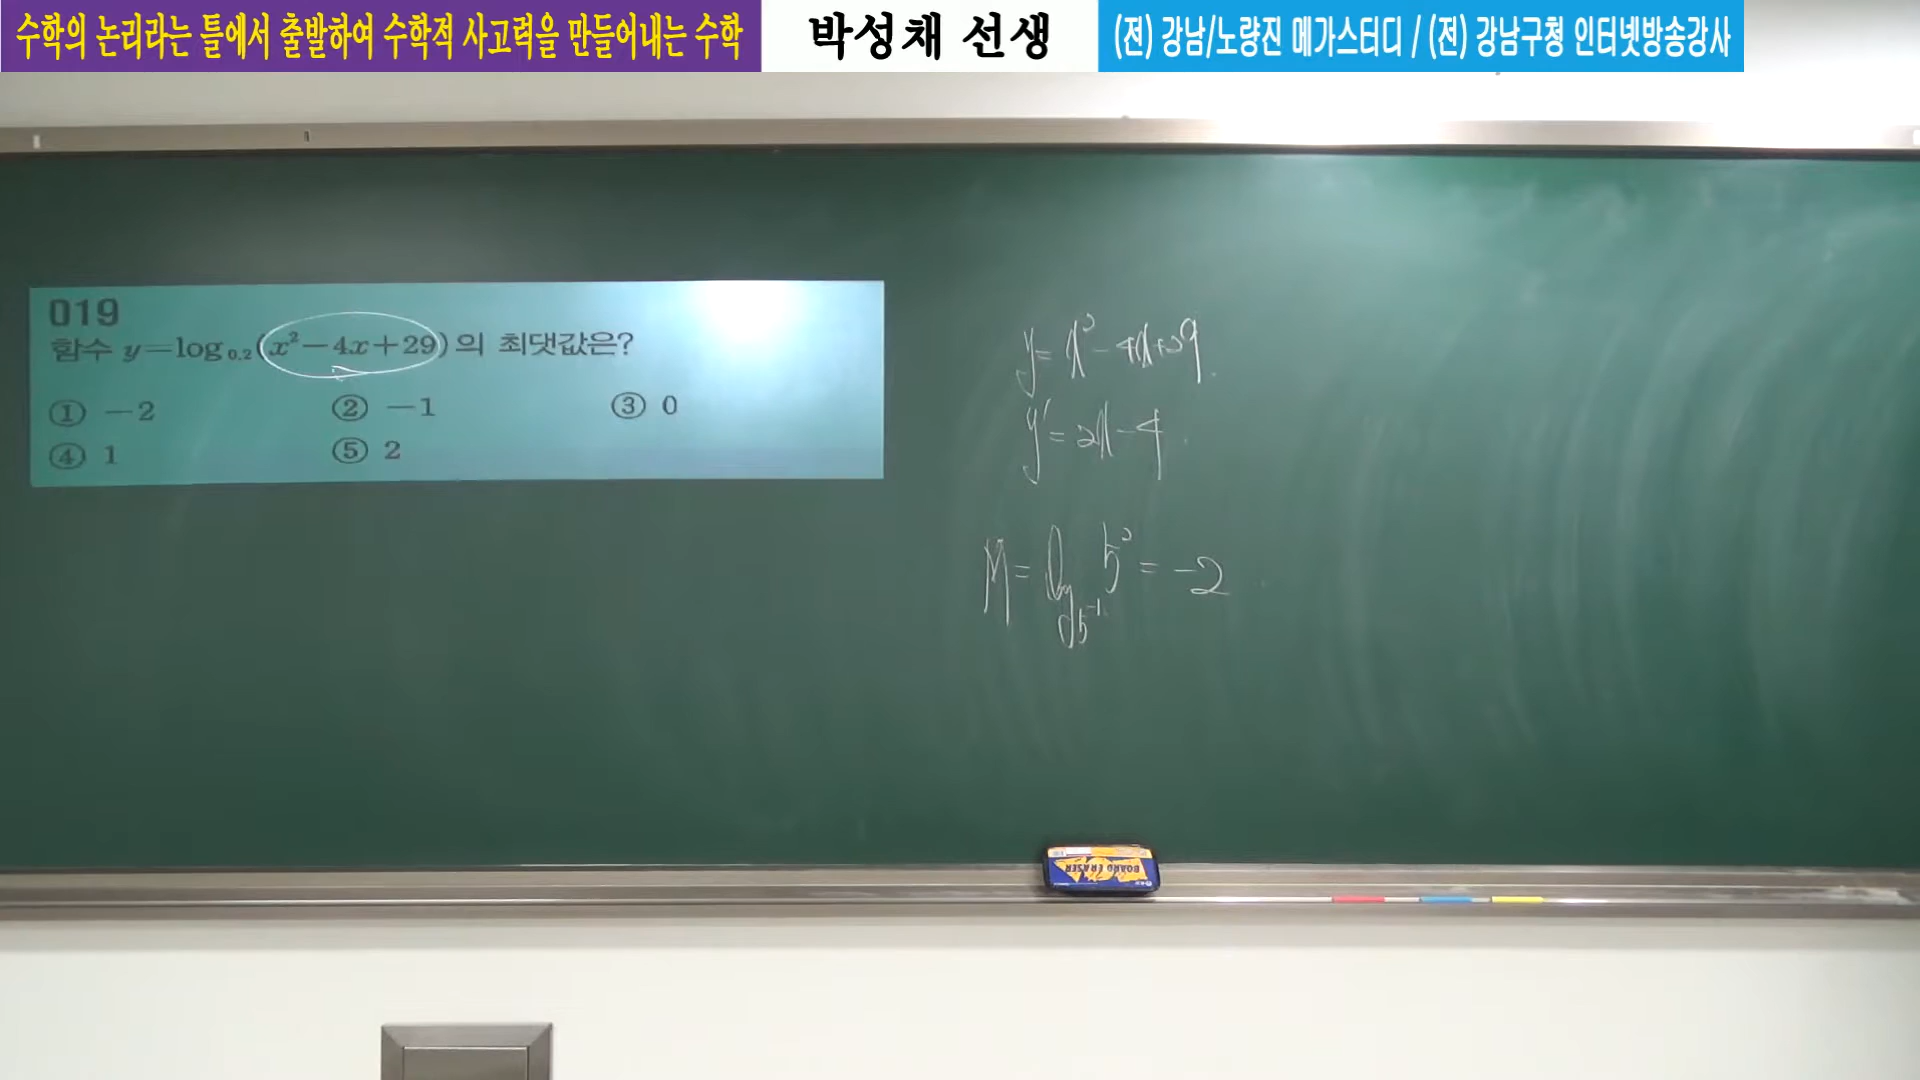 수학의 논리라는 틀에서 출발하여 수학적 사고력을 만들어내는 수학
박성채 선생
(전) 강남/노량진 메가스터디 / (전) 강남구청 인터넷방송강사
019
함수 y=log₀.₂(x²-4x+29)의 최댓값은?
① -2 ② -1 ③ 0
④ 1 ⑤ 2
y = x² - 4x + 29
y' = 2x - 4
M = log₅⁻¹ 5² = -2
BOARD ERASER